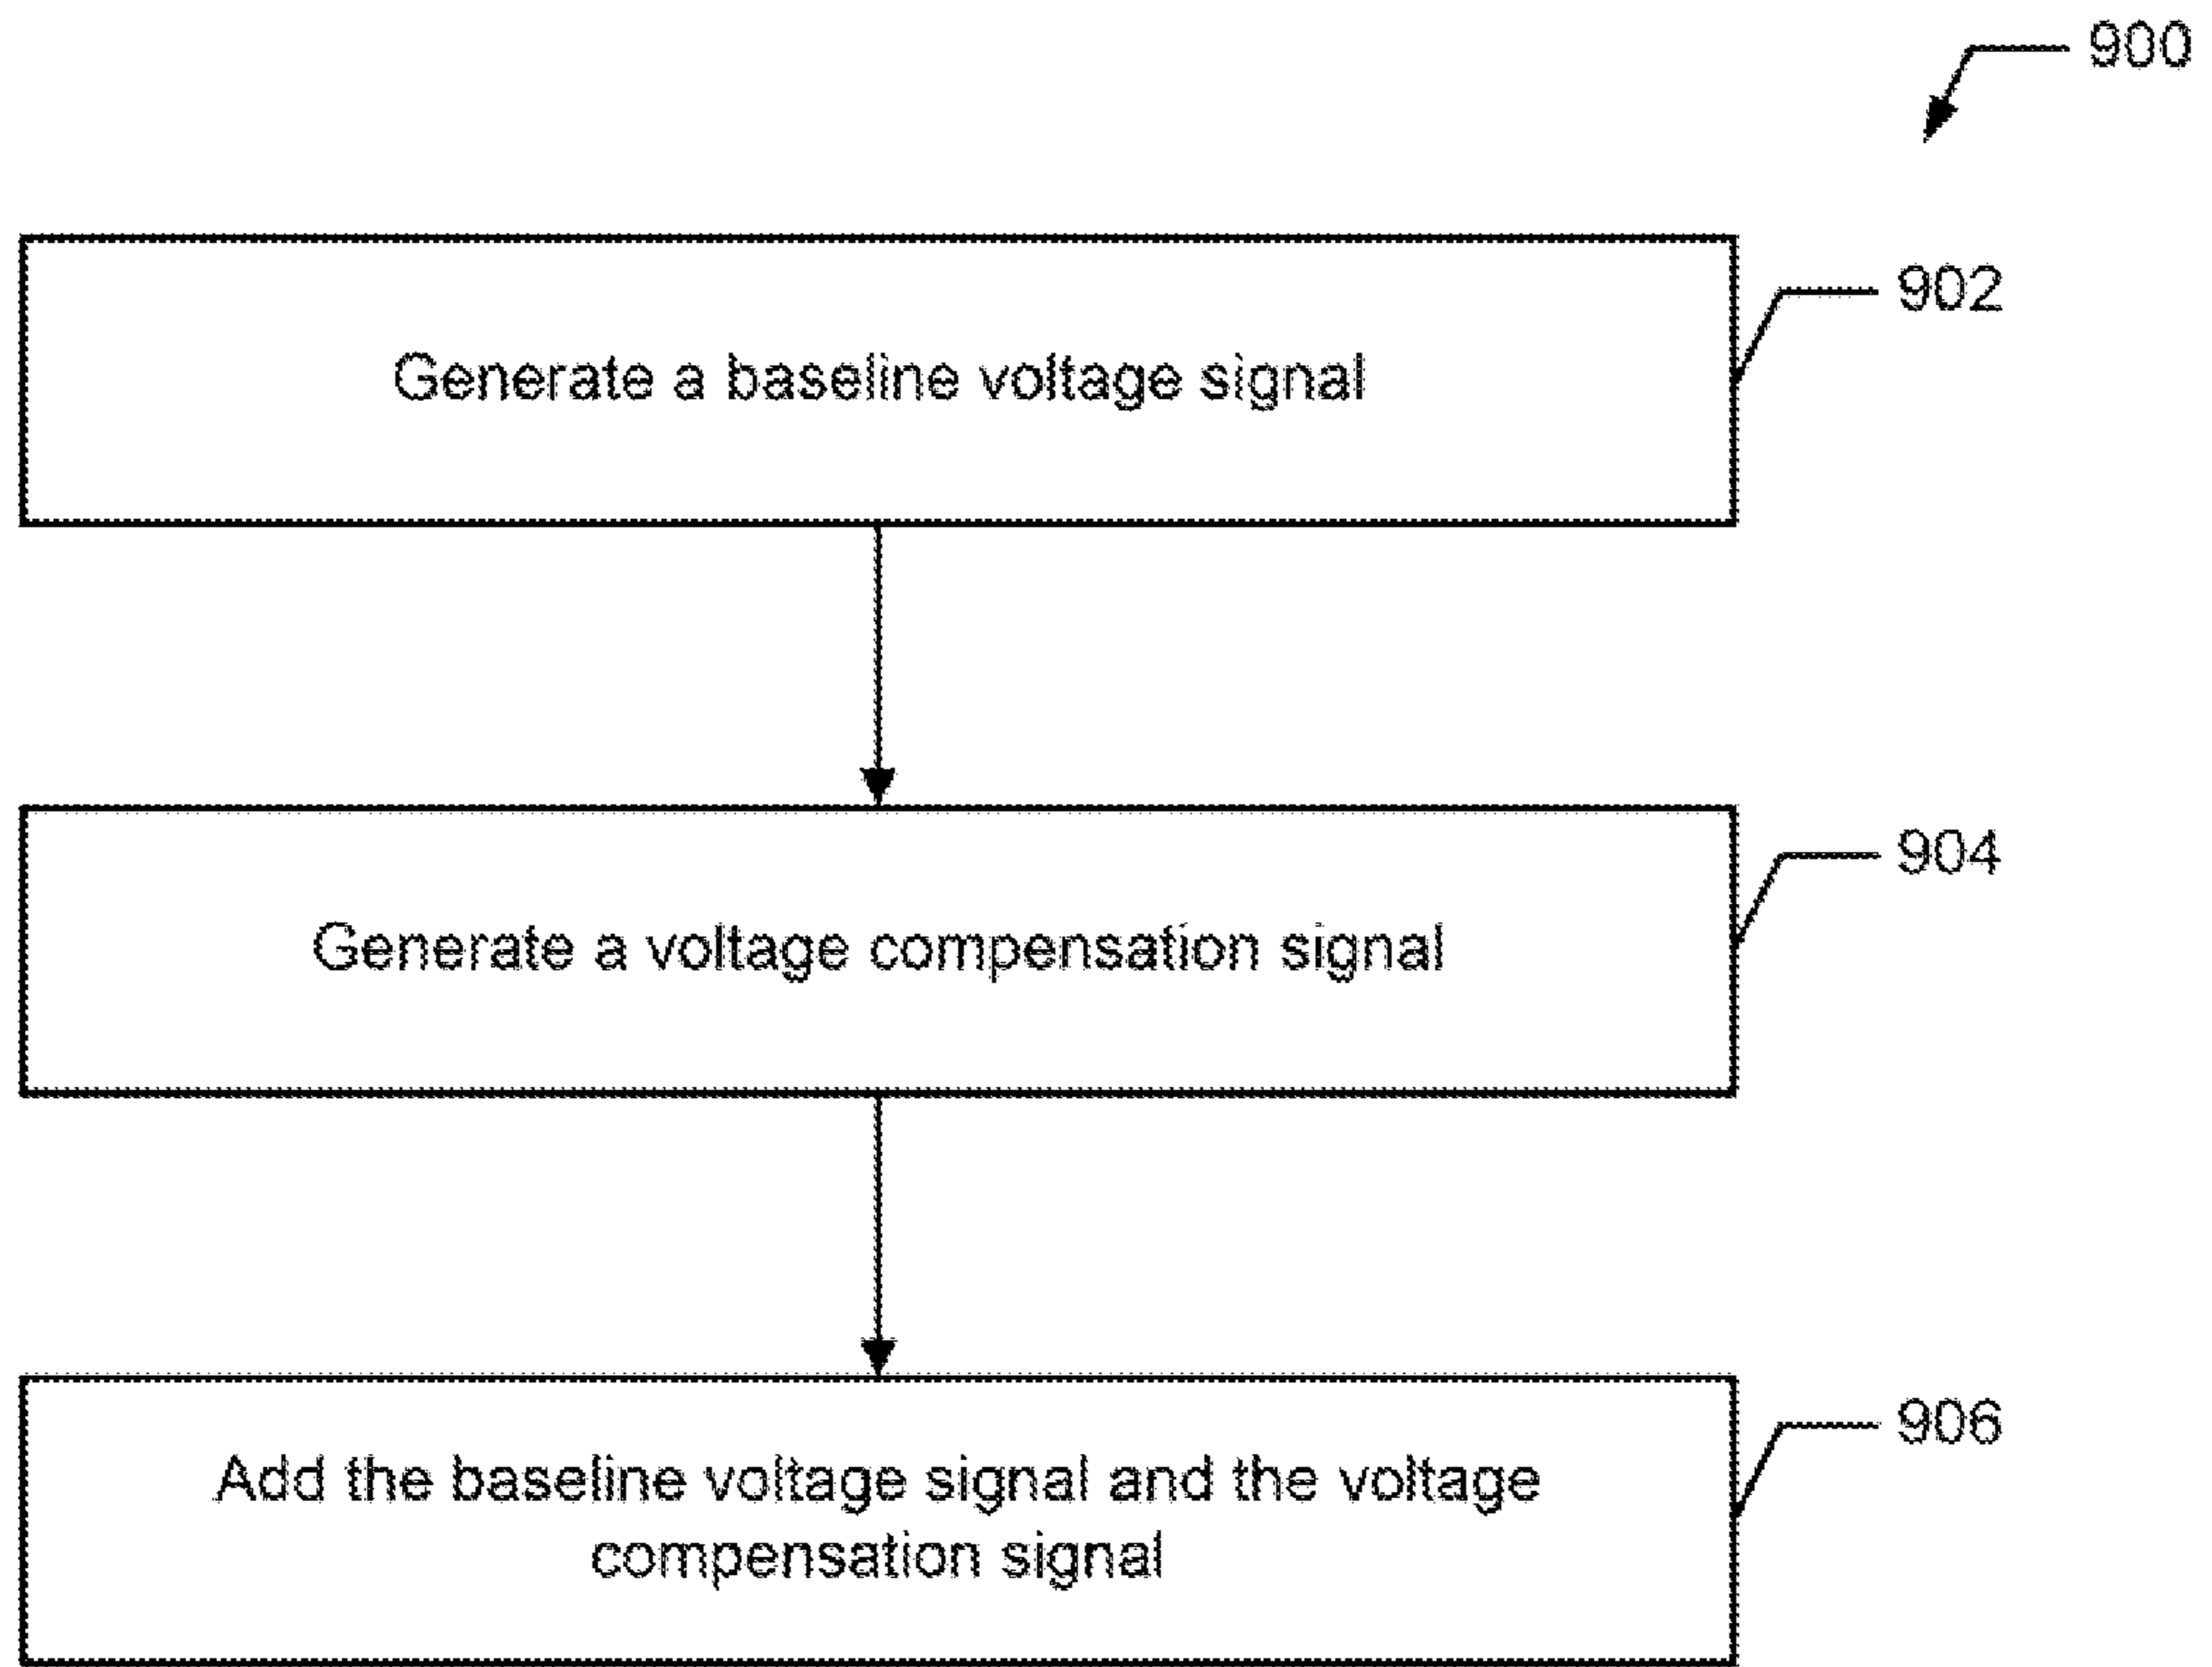 900
902
Generate a baseline voltage signal
904
Generate a voltage compensation signal
906
Add the baseline voltage signal and the voltage
compensation signal